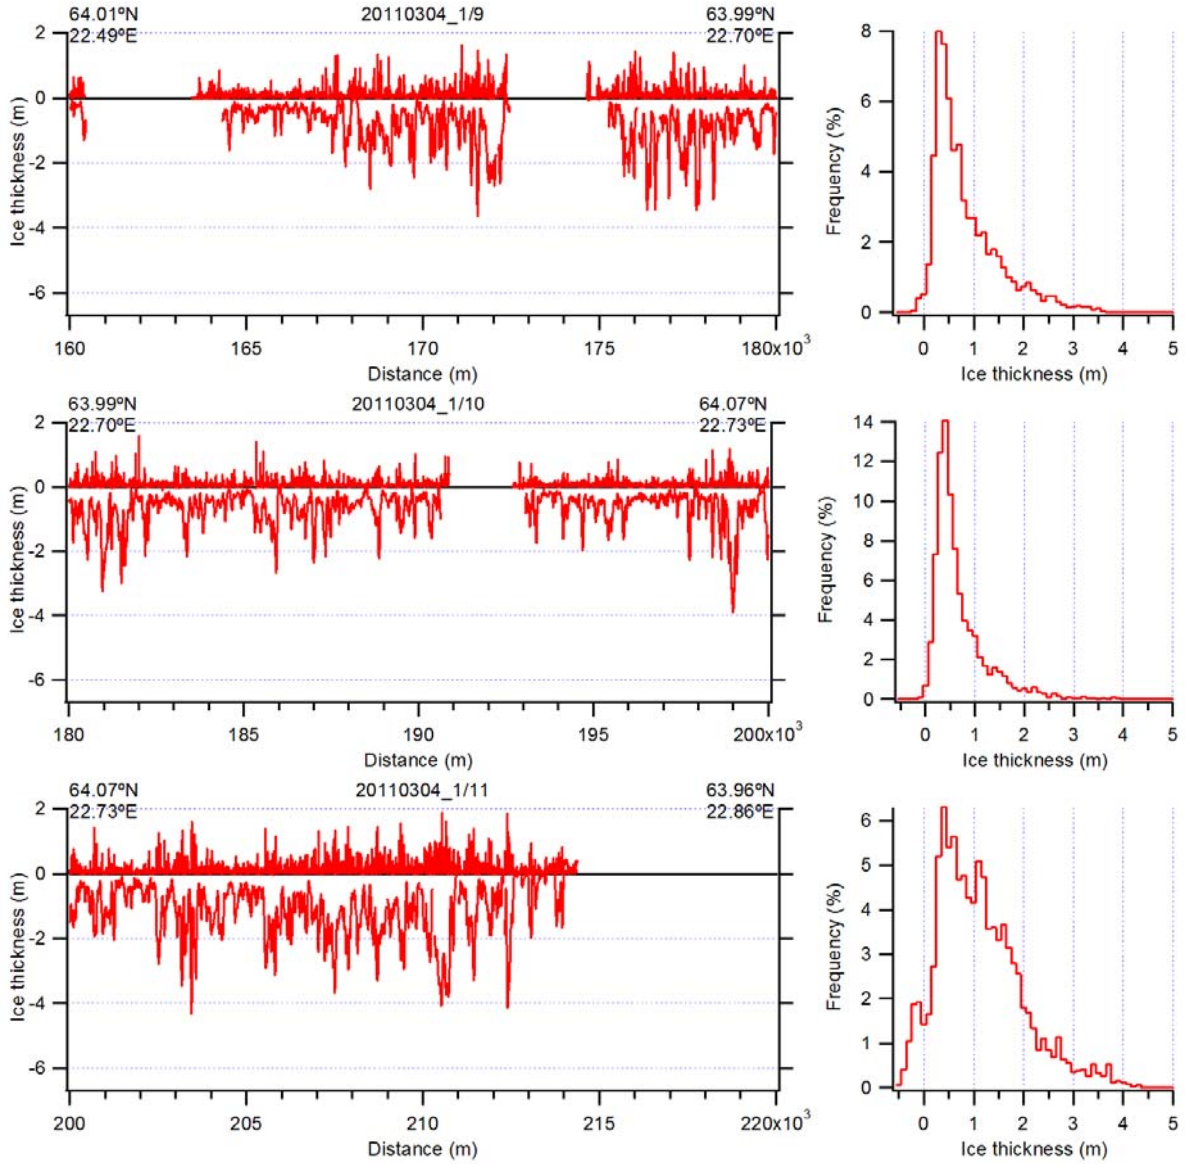 64.01ºN 20110304_1/9 63.99ºN
22.49ºE 22.70ºE
2
0
-2
-4
-6
Ice thickness (m)
160 165 170 175 180x10³
Distance (m)
8
6
4
2
0
Frequency (%)
0 1 2 3 4 5
Ice thickness (m)
63.99ºN 20110304_1/10 64.07ºN
22.70ºE 22.73ºE
2
0
-2
-4
-6
Ice thickness (m)
180 185 190 195 200x10³
Distance (m)
14
12
10
8
6
4
2
0
Frequency (%)
0 1 2 3 4 5
Ice thickness (m)
64.07ºN 20110304_1/11 63.96ºN
22.73ºE 22.86ºE
2
0
-2
-4
-6
Ice thickness (m)
200 205 210 215 220x10³
Distance (m)
6
5
4
3
2
1
0
Frequency (%)
0 1 2 3 4 5
Ice thickness (m)